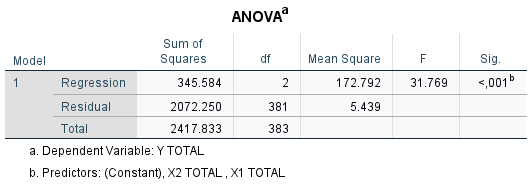 ANOVAa
Model Sum of Squares df Mean Square F Sig.
1 Regression 345.584 2 172.792 31.769 <,001b
Residual 2072.250 381 5.439
Total 2417.833 383
a. Dependent Variable: Y TOTAL
b. Predictors: (Constant), X2 TOTAL , X1 TOTAL